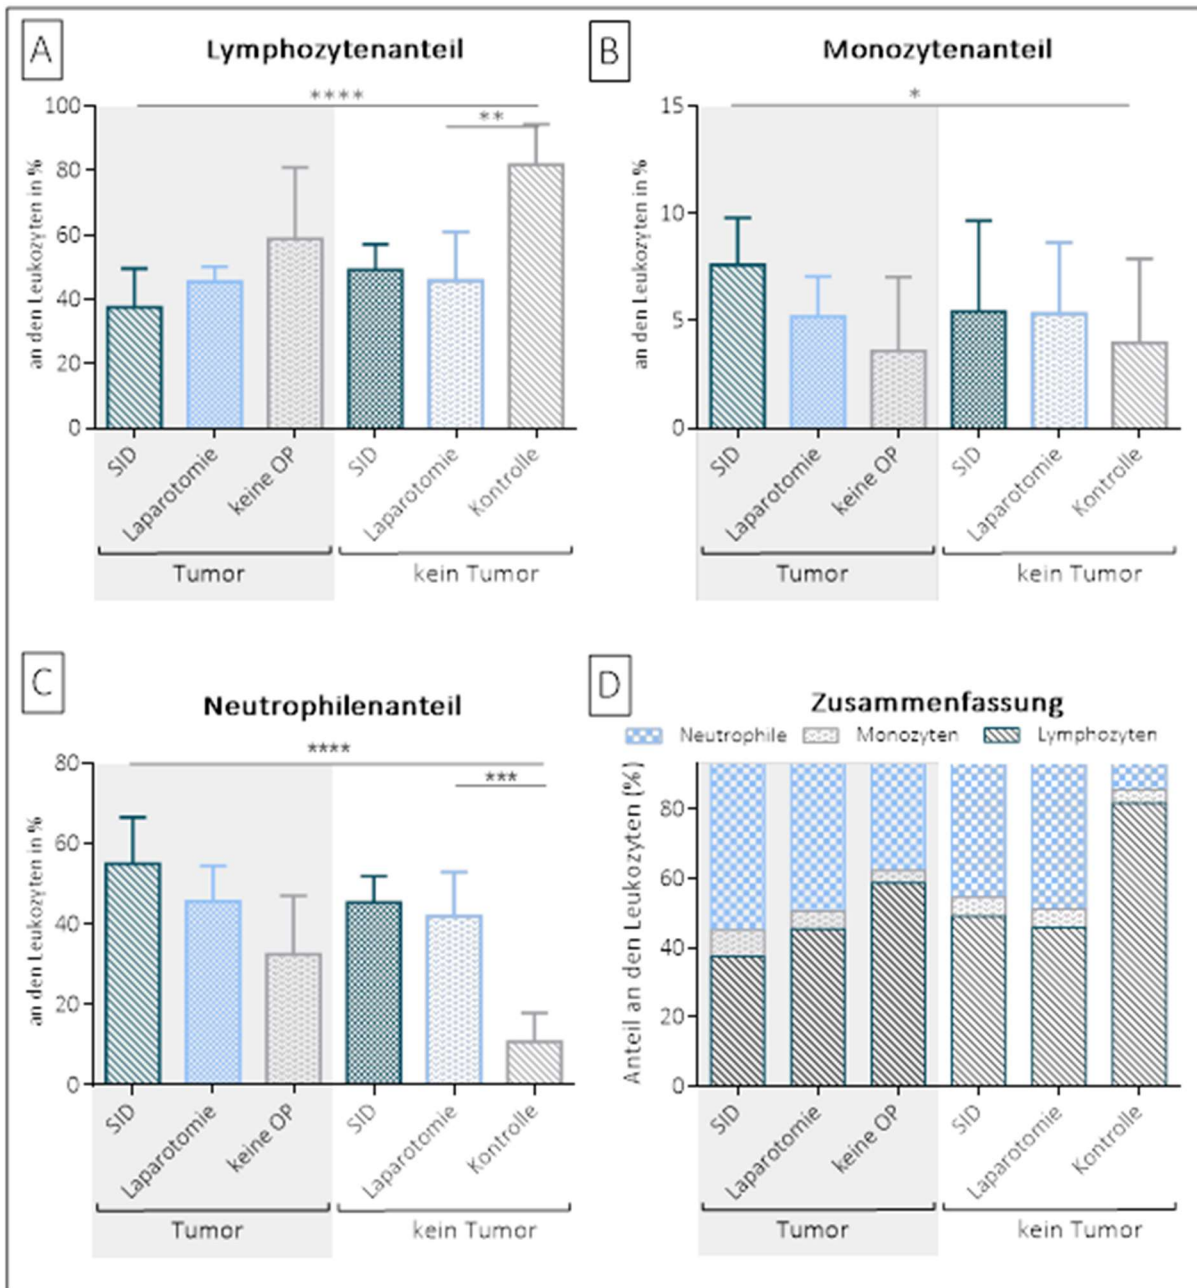 A
Lymphozytenanteil
an den Leukozyten in %
100
80
60
40
20
0
****
**
SID
Laparotomie
keine OP
SID
Laparotomie
Kontrolle
Tumor
kein Tumor
B
Monozytenanteil
an den Leukozyten in %
15
10
5
0
*
SID
Laparotomie
keine OP
SID
Laparotomie
Kontrolle
Tumor
kein Tumor
C
Neutrophilenanteil
an den Leukozyten in %
80
60
40
20
0
****
***
SID
Laparotomie
keine OP
SID
Laparotomie
Kontrolle
Tumor
kein Tumor
D
Zusammenfassung
Neutrophile Monozyten Lymphozyten
Anteil an den Leukozyten (%)
80
60
40
20
0
SID
Laparotomie
keine OP
SID
Laparotomie
Kontrolle
Tumor
kein Tumor